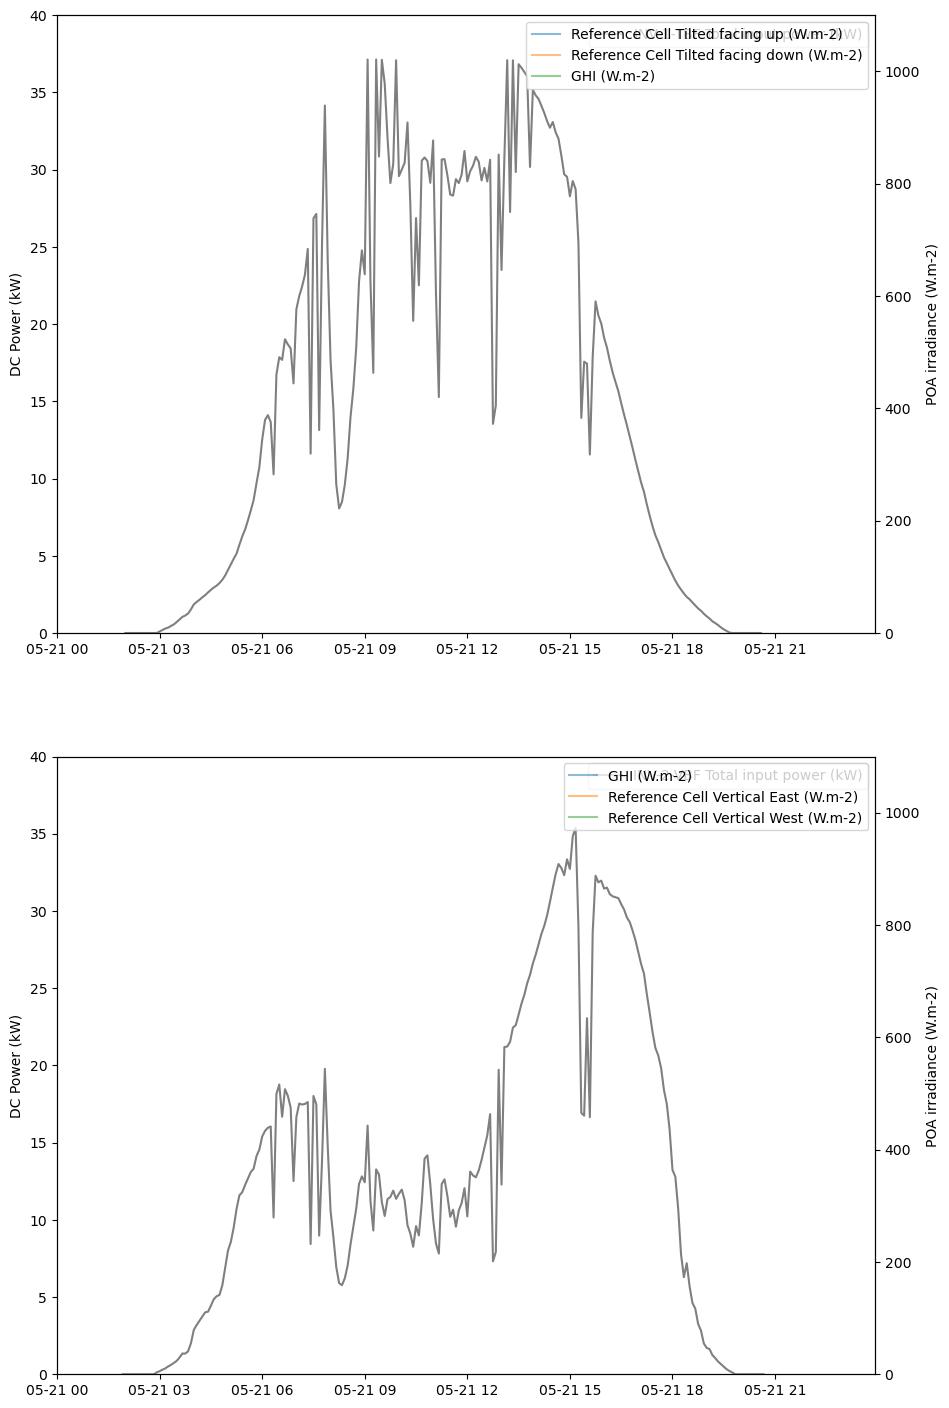 40
35
30
25
20
15
10
5
0
DC Power (kW)
Reference Cell Tilted facing up (W.m-2)
Reference Cell Tilted facing down (W.m-2)
GHI (W.m-2)
1000
800
600
400
200
0
POA irradiance (W.m-2)
05-21 00 05-21 03 05-21 06 05-21 09 05-21 12 05-21 15 05-21 18 05-21 21
40
35
30
25
20
15
10
5
0
DC Power (kW)
Total input power (kW)
GHI (W.m-2)
Reference Cell Vertical East (W.m-2)
Reference Cell Vertical West (W.m-2)
1000
800
600
400
200
0
POA irradiance (W.m-2)
05-21 00 05-21 03 05-21 06 05-21 09 05-21 12 05-21 15 05-21 18 05-21 21